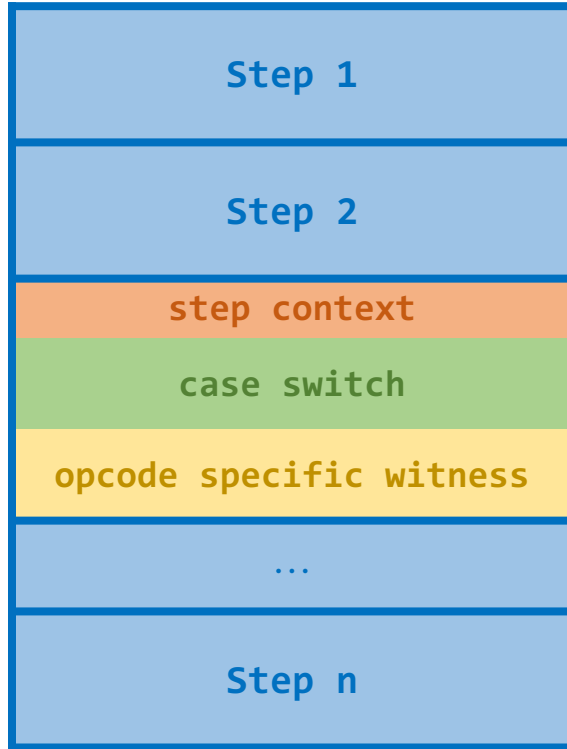 Step 1
Step 2
step context
case switch
opcode specific witness
...
Step n